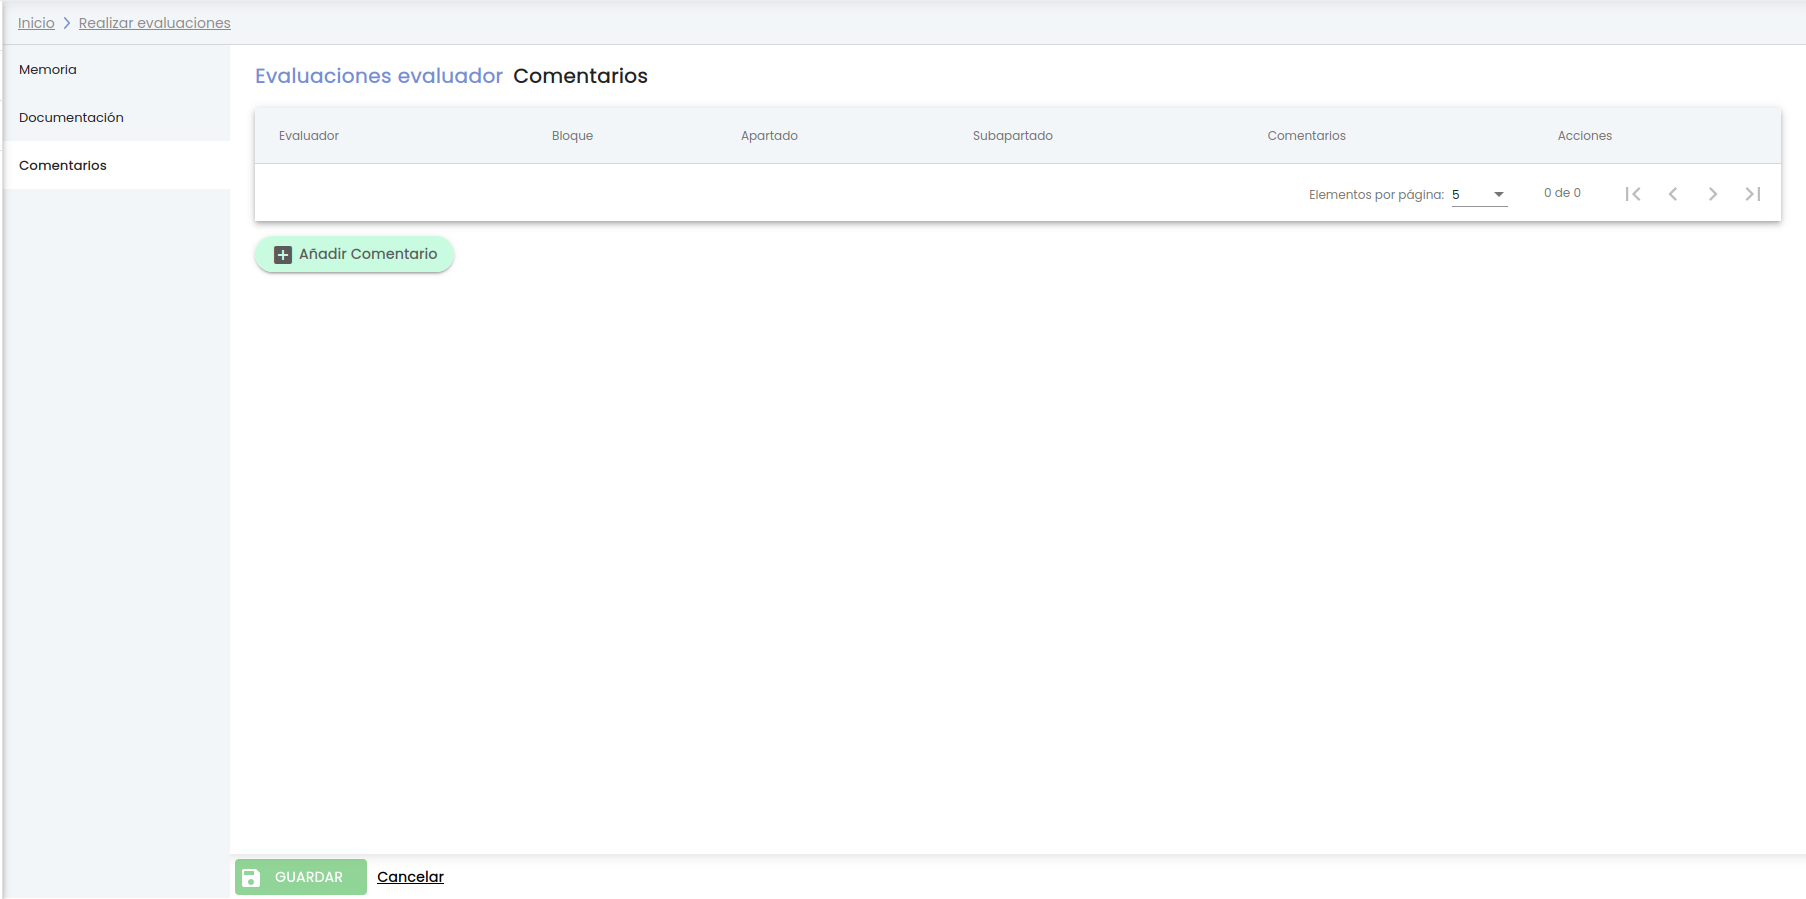 Inicio Realizar evaluaciones
Memoria
Documentación
Comentarios
Evaluaciones evaluador Comentarios
Evaluador Bloque Apartado Subapartado Comentarios Acciones
Elementos por página: 5 0 de 0
Añadir Comentario
GUARDAR Cancelar